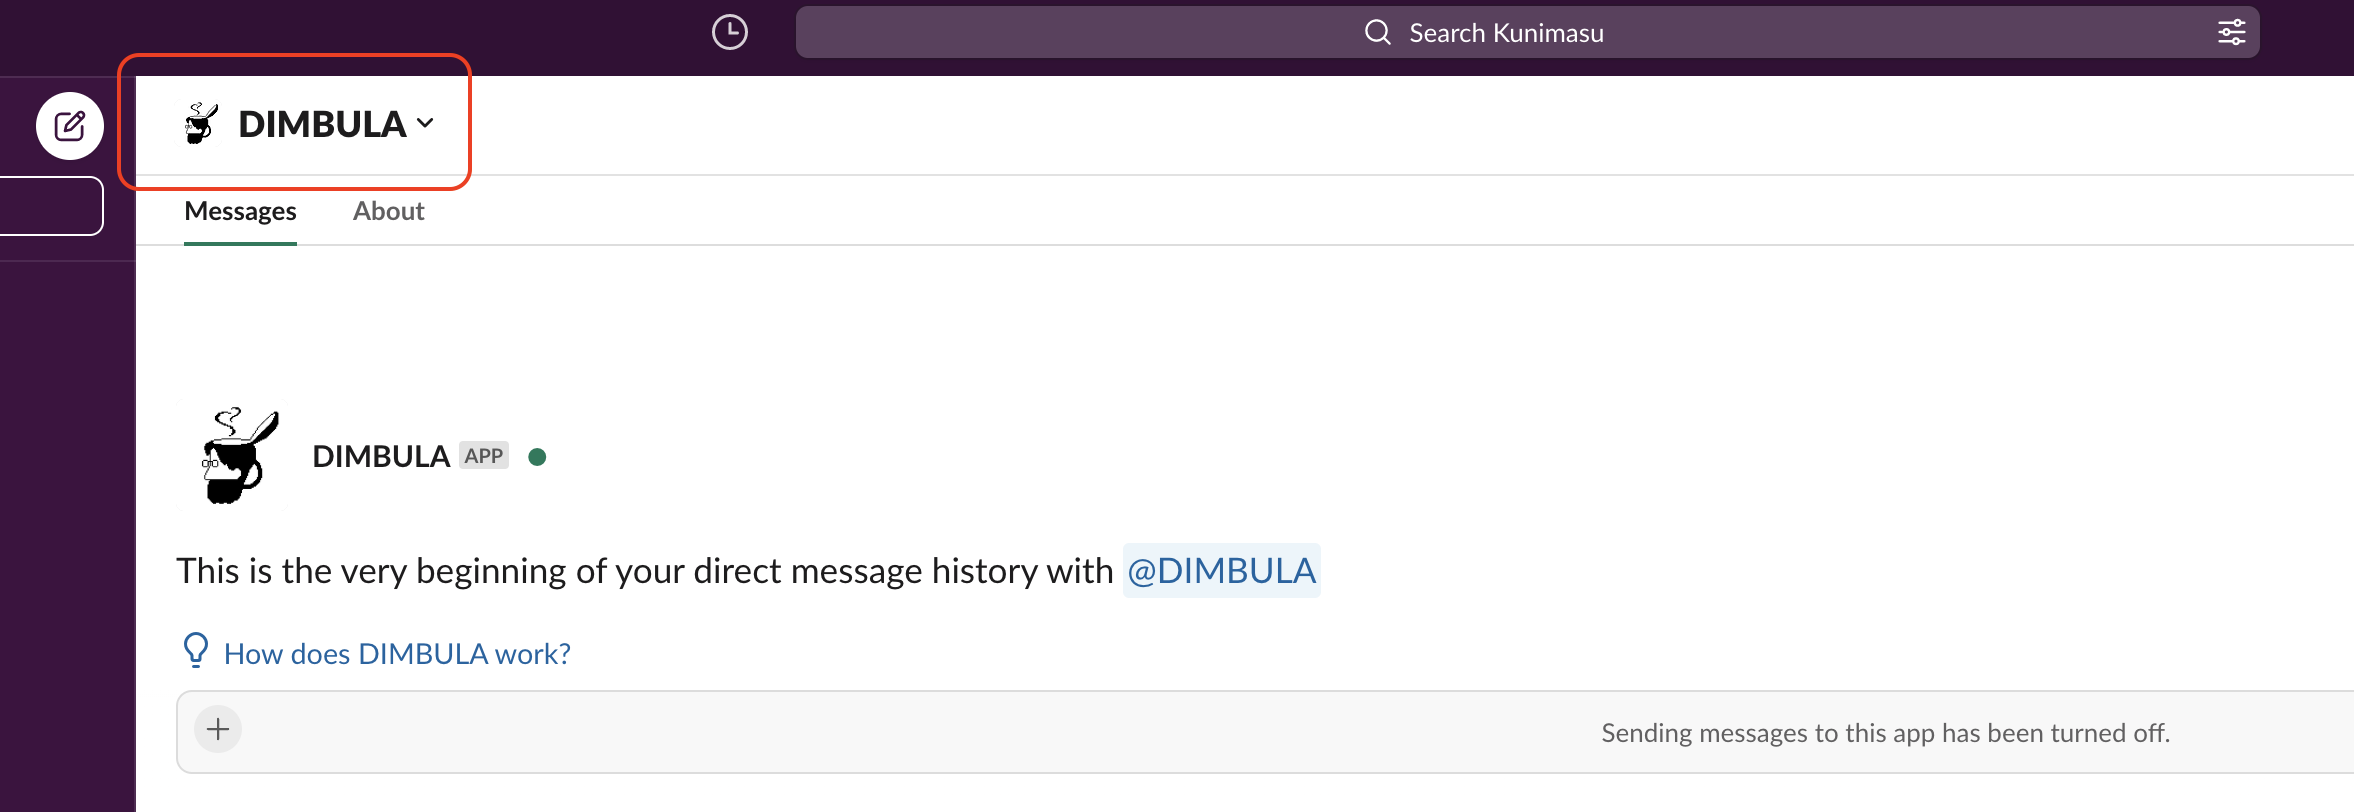 Search Kunimasu
DIMBULA
Messages About
DIMBULA APP
This is the very beginning of your direct message history with @DIMBULA
How does DIMBULA work?
Sending messages to this app has been turned off.